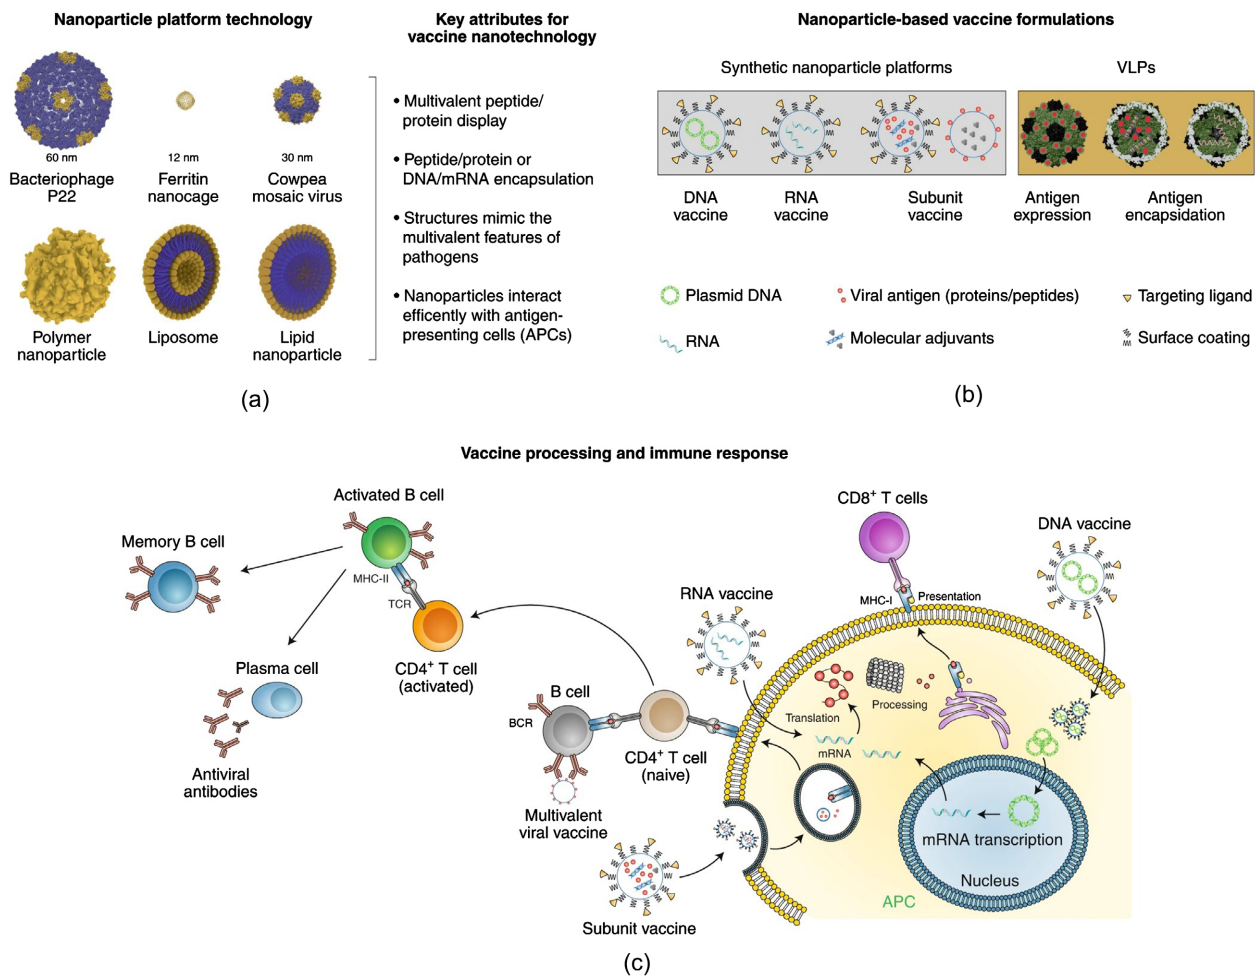 Nanoparticle platform technology
60 nm
12 nm
30 nm
Bacteriophage
P22
Ferritin
nanocage
Cowpea
mosaic virus
Polymer
nanoparticle
Liposome
Lipid
nanoparticle
Key attributes for
vaccine nanotechnology
• Multivalent peptide/
protein display
• Peptide/protein or
DNA/mRNA encapsulation
• Structures mimic the
multivalent features of
pathogens
• Nanoparticles interact
efficently with antigen-
presenting cells (APCs)
(a)
Nanoparticle-based vaccine formulations
Synthetic nanoparticle platforms
VLPs
DNA
vaccine
RNA
vaccine
Subunit
vaccine
Antigen
expression
Antigen
encapsidation
Plasmid DNA
Viral antigen (proteins/peptides)
Targeting ligand
RNA
Molecular adjuvants
Surface coating
(b)
Vaccine processing and immune response
Activated B cell
Memory B cell
MHC-II
TCR
CD4⁺ T cell
(activated)
Plasma cell
Antiviral
antibodies
B cell
BCR
CD4⁺ T cell
(naive)
Multivalent
viral vaccine
Subunit vaccine
RNA vaccine
CD8⁺ T cells
MHC-I
Presentation
DNA vaccine
Translation
Processing
mRNA
mRNA transcription
Nucleus
APC
(c)